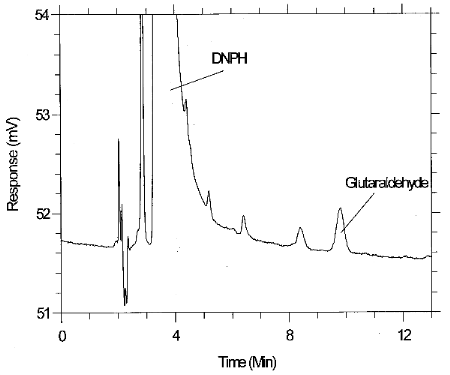 54
DNPH
53
Response (mV)
Glutaraldehyde
52
51
0
4
8
12
Time (Min)